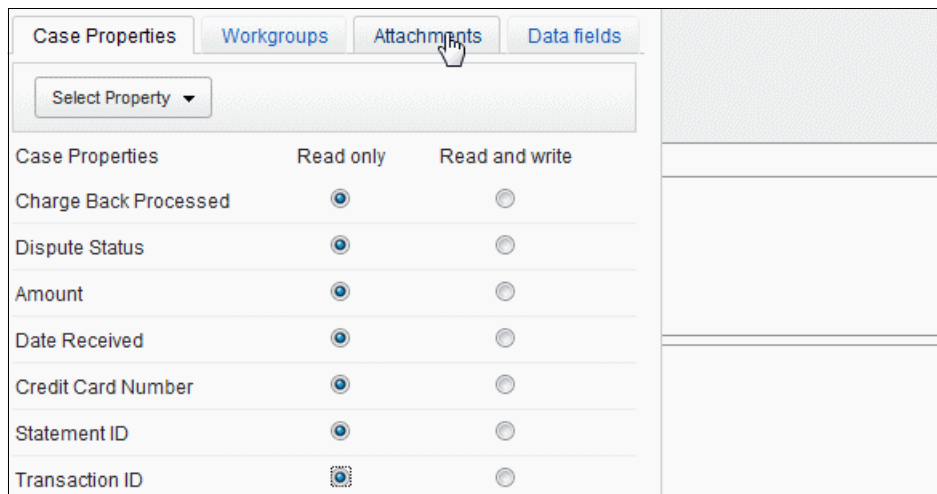 Case Properties Workgroups Attachments Data fields
Select Property
Case Properties Read only Read and write
Charge Back Processed
Dispute Status
Amount
Date Received
Credit Card Number
Statement ID
Transaction ID